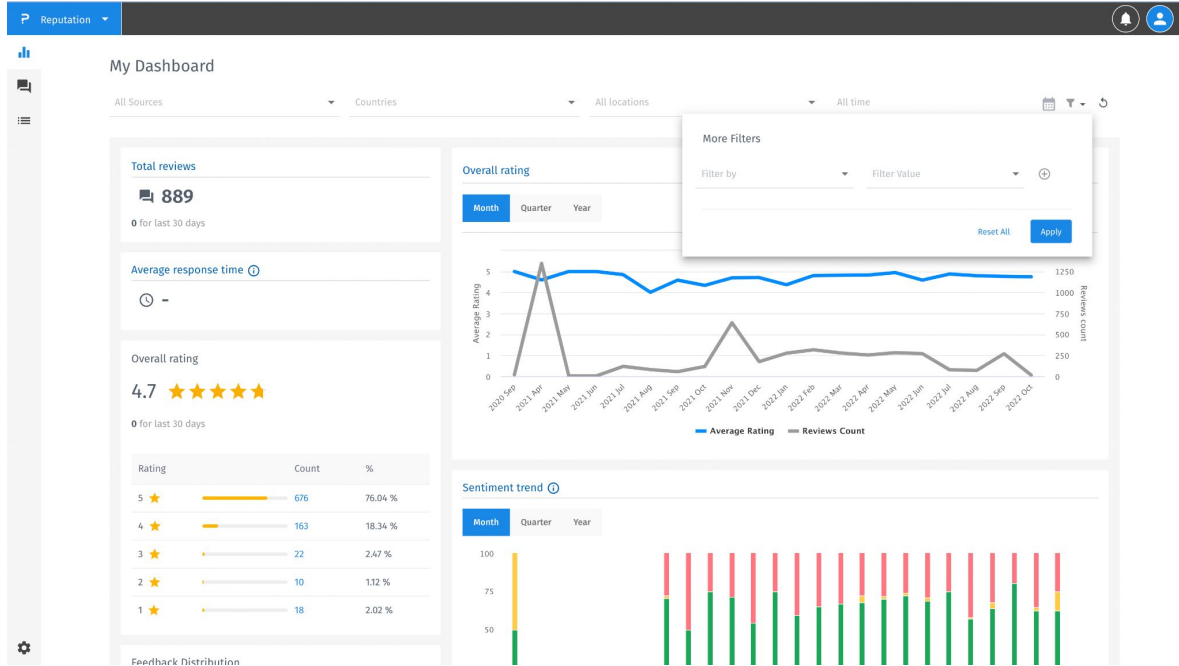 Reputation
My Dashboard
All Sources
Countries
All locations
All time
More Filters
Filter by
Filter Value
Reset All
Apply
Total reviews
889
0 for last 30 days
Average response time
-
Overall rating
4.7
0 for last 30 days
Rating Count %
5 676 76.04 %
4 163 18.34 %
3 22 2.47 %
2 10 1.12 %
1 18 2.02 %
Feedback Distribution
Overall rating
Month Quarter Year
Average Rating
5
4
3
2
1
0
1250
1000
750
500
250
0
Reviews count
2020 Sep
2021 Apr
2021 May
2021 Jun
2021 Jul
2021 Aug
2021 Sep
2021 Oct
2021 Nov
2021 Dec
2022 Jan
2022 Feb
2022 Mar
2022 Apr
2022 May
2022 Jun
2022 Jul
2022 Aug
2022 Sep
2022 Oct
Average Rating Reviews Count
Sentiment trend
Month Quarter Year
100
75
50